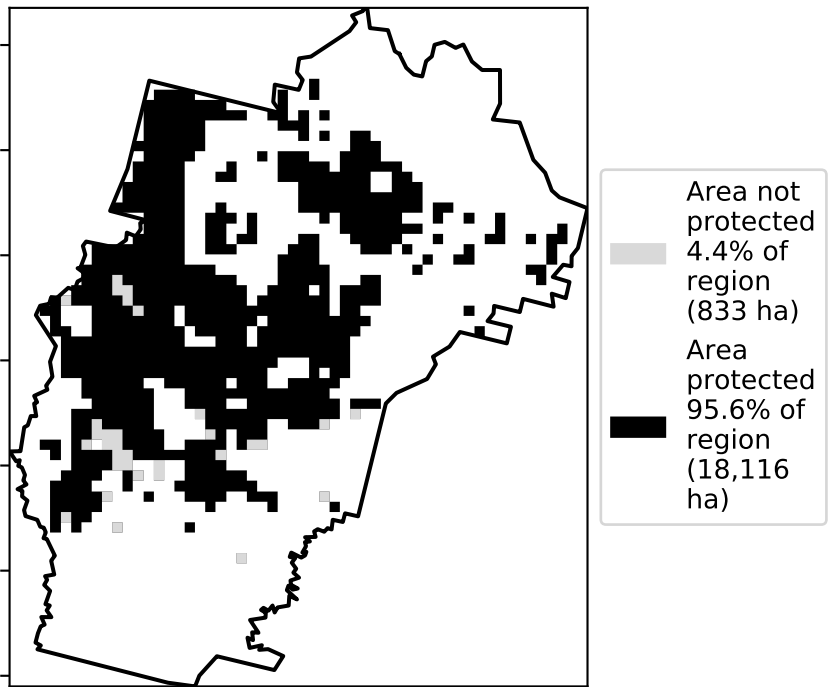 Area not
protected
4.4% of
region
(833 ha)
Area
protected
95.6% of
region
(18,116
ha)